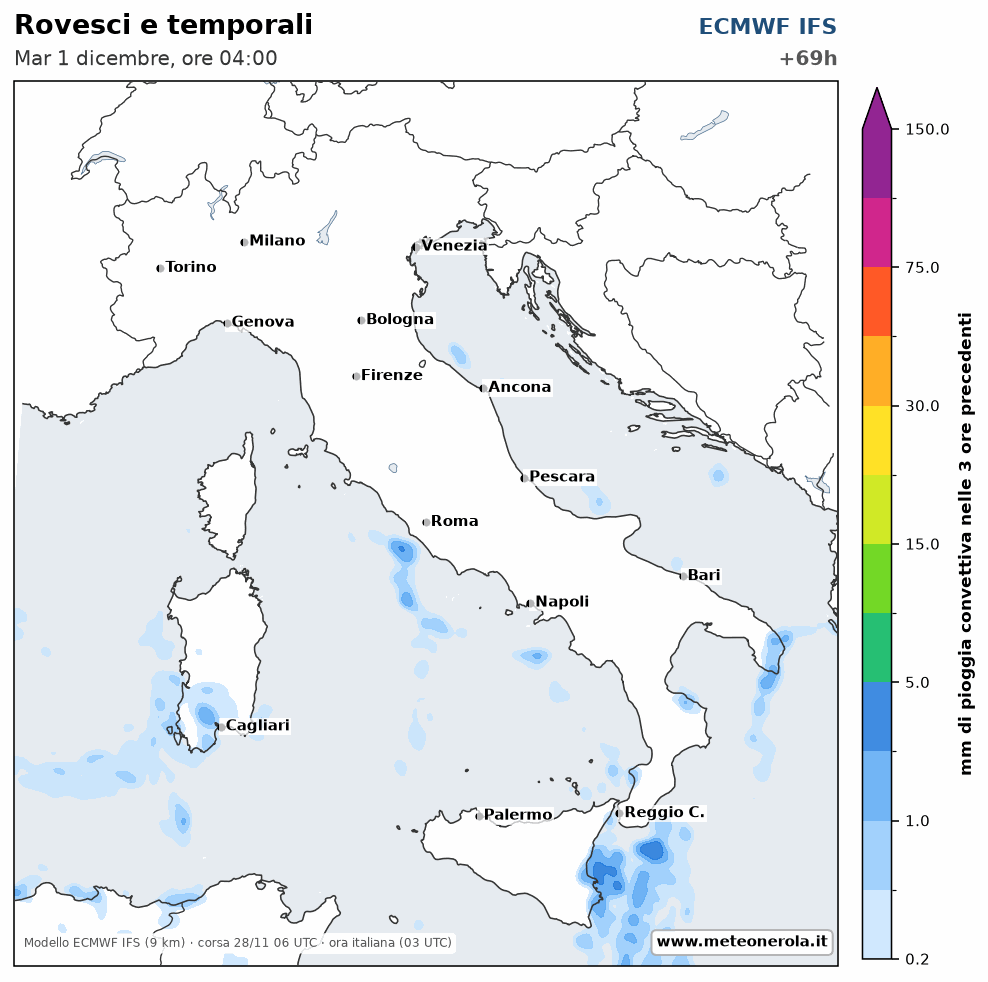 Rovesci e temporali
ECMWF IFS
Mar 1 dicembre, ore 04:00
+69h
150.0
75.0
30.0
15.0
5.0
1.0
0.2
mm di pioggia convettiva nelle 3 ore precedenti
Milano
Venezia
Torino
Genova
Bologna
Firenze
Ancona
Pescara
Roma
Bari
Napoli
Cagliari
Palermo
Reggio C.
Modello ECMWF IFS (9 km) · corsa 28/11 06 UTC · ora italiana (03 UTC)
www.meteonerola.it